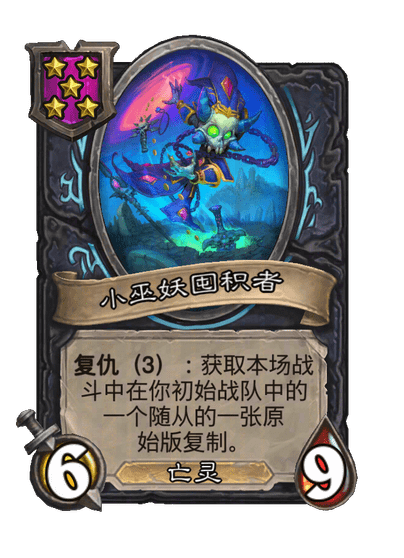 小巫妖囤积者
复仇（3）：获取本场战
斗中在你初始战队中的
一个随从的一张原
始版复制。
亡灵
6
9